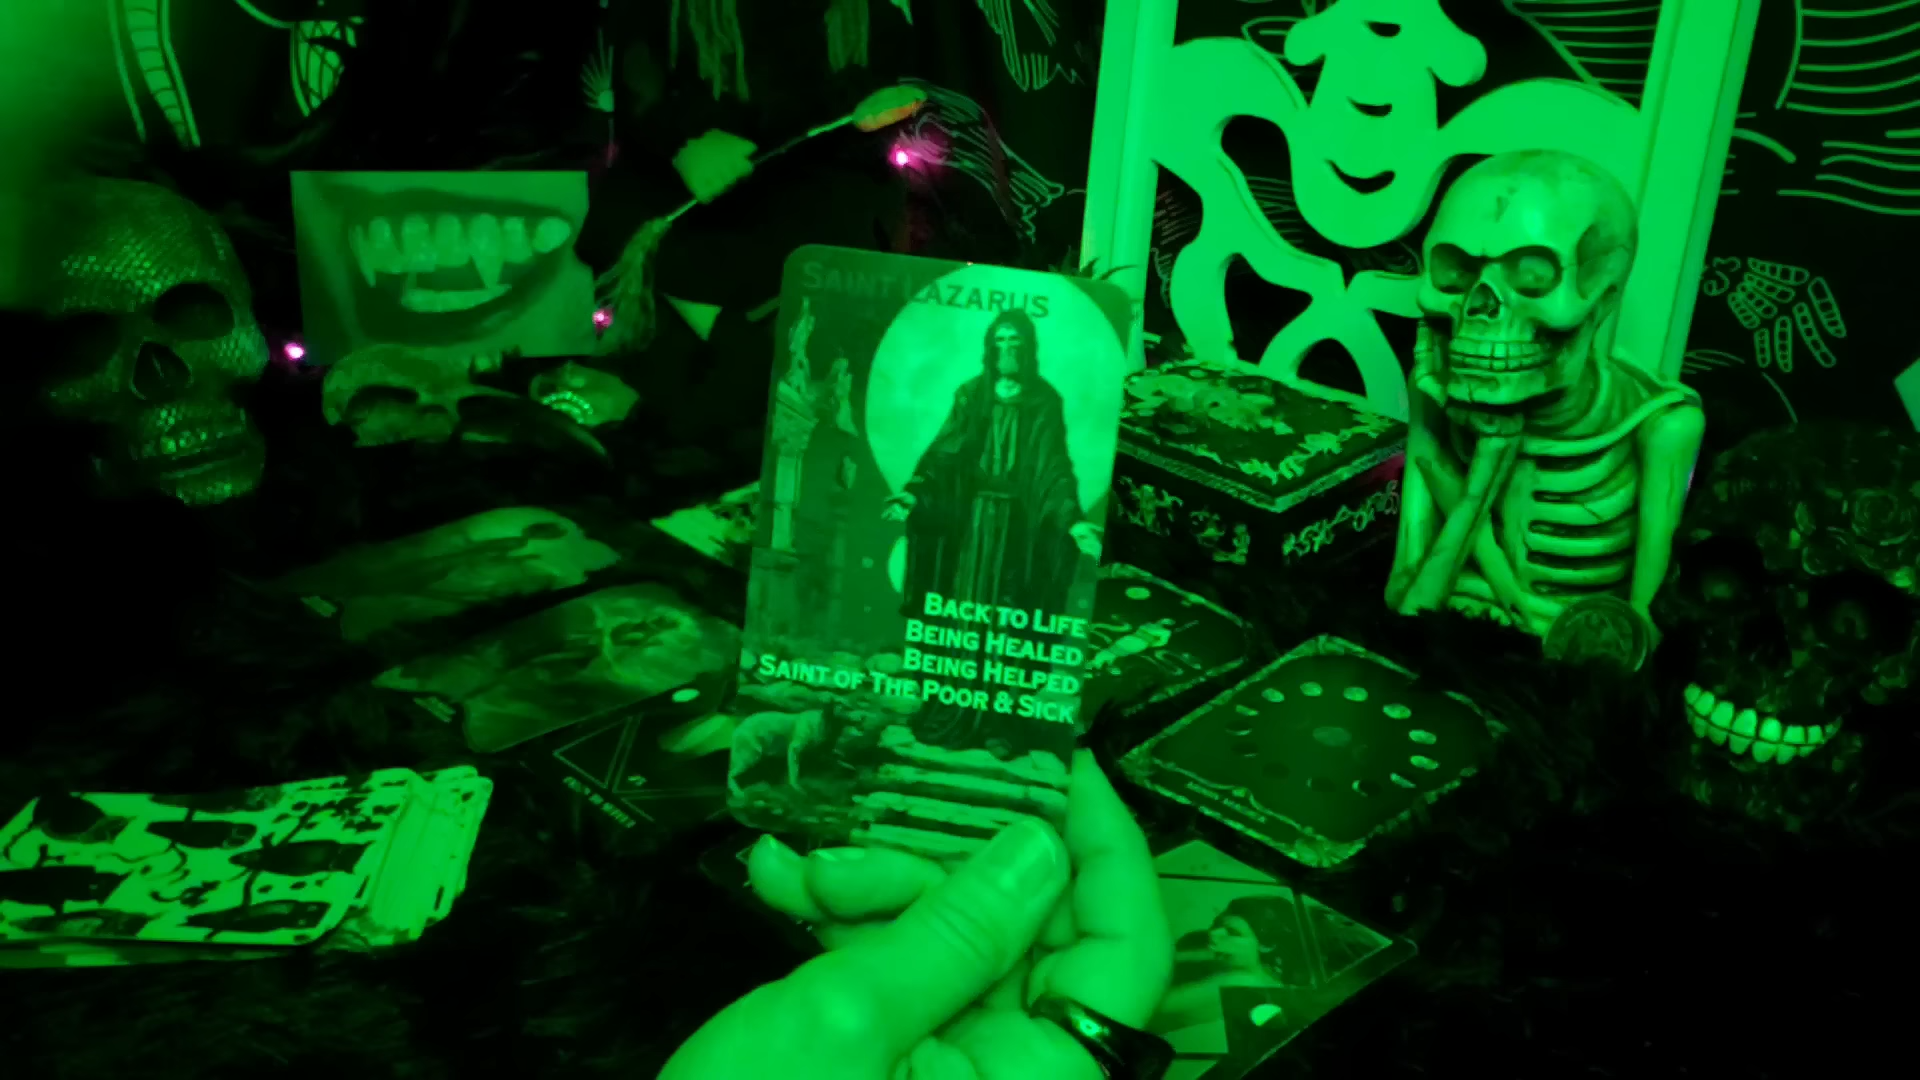 SAINT LAZARUS
BACK TO LIFE
BEING HEALED
BEING HELPED
SAINT OF THE POOR & SICK